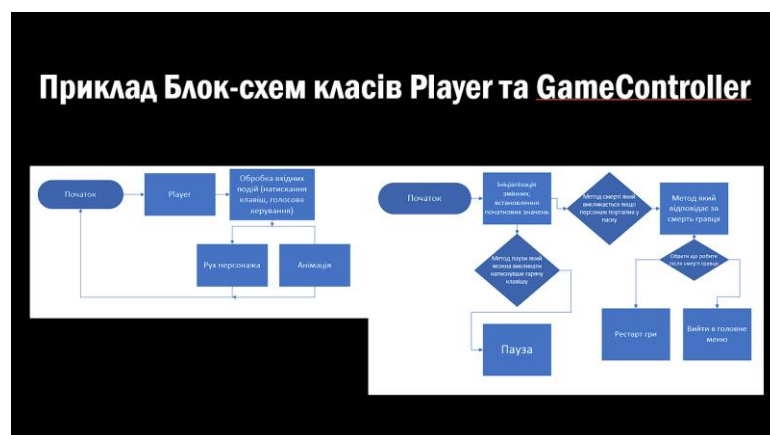 Приклад Блок-схем класів Player та GameController
Початок
Player
Обробка вхідних
подій (натискання
клавіш, голосове
керування)
Рух персонажа
Анімація
Початок
Ініціалізація
змінних,
встановлення
початкових значень
Метод смерті який
викликається якщо
персонаж портапив у
пастку
Метод який
відповідає за
смерть гравця
Метод паузи який
можна викликати
натиснувши гарячу
клавішу
Обрати що робити
після смерті гравця
Пауза
Рестарт гри
Вийти в головне
меню